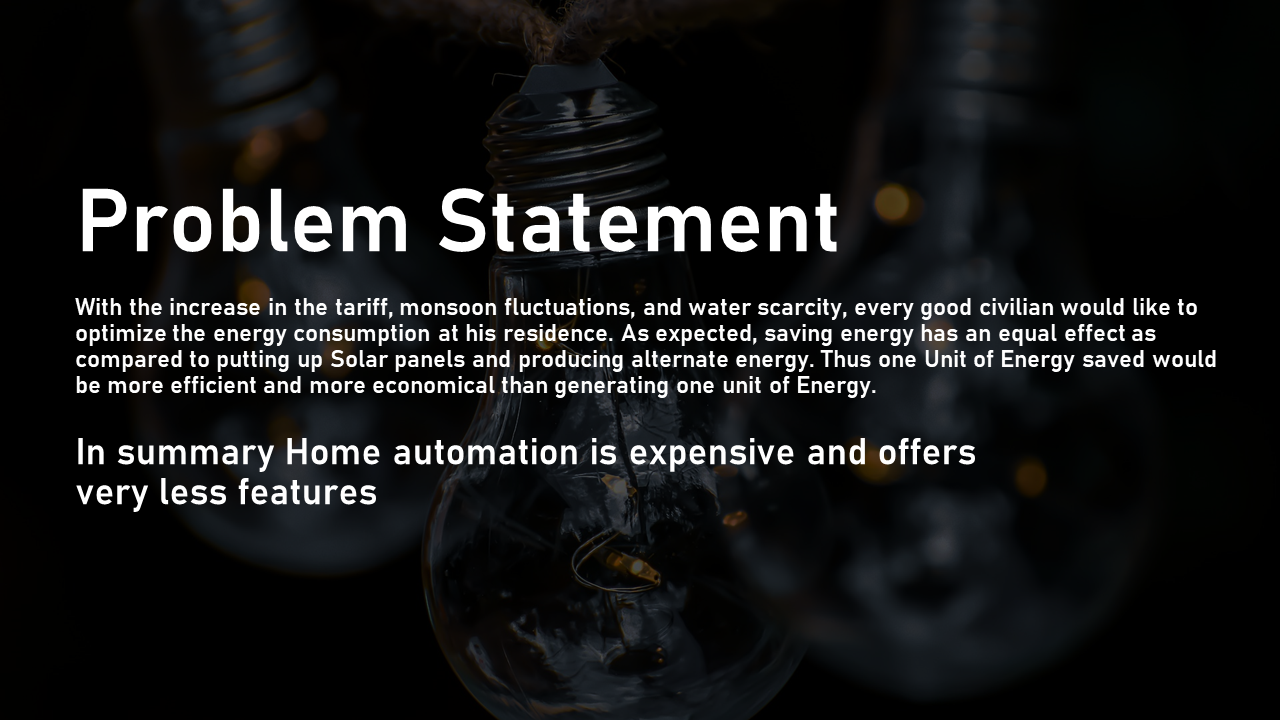 Problem Statement
With the increase in the tariff, monsoon fluctuations, and water scarcity, every good civilian would like to
optimize the energy consumption at his residence. As expected, saving energy has an equal effect as
compared to putting up Solar panels and producing alternate energy. Thus one Unit of Energy saved would
be more efficient and more economical than generating one unit of Energy.
In summary Home automation is expensive and offers
very less features